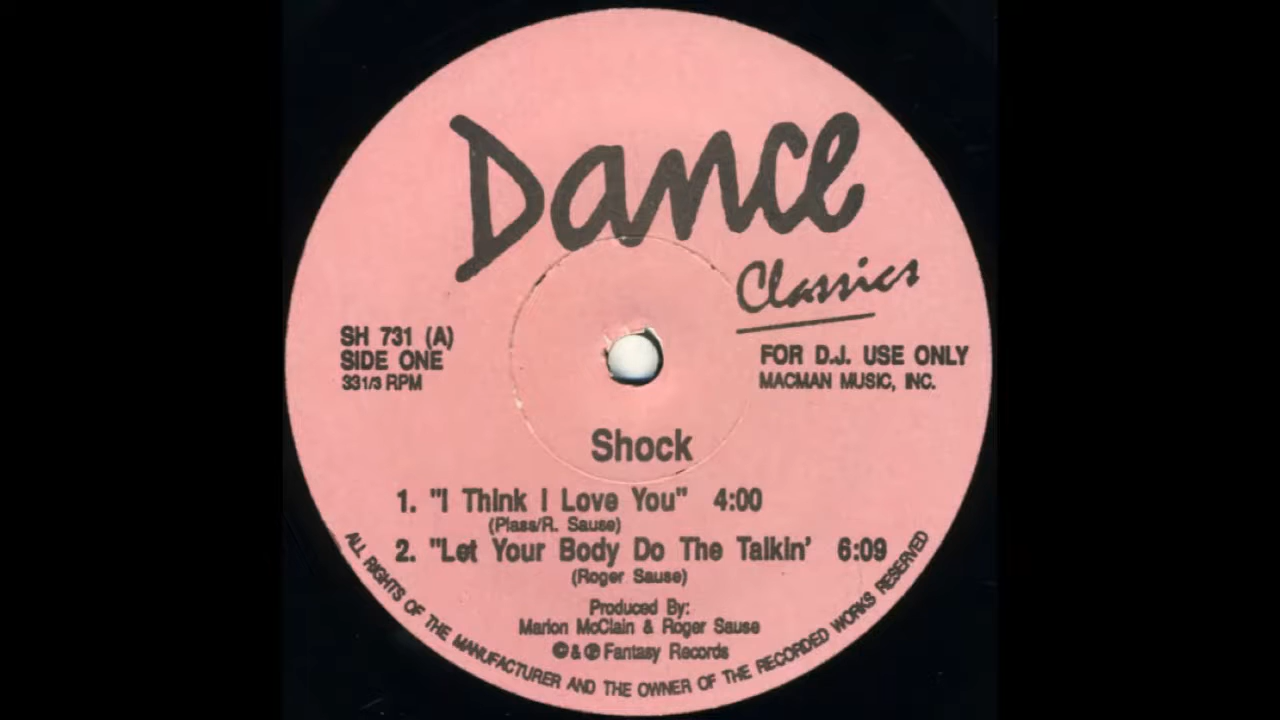 Dance
Classics
SH 731 (A)
SIDE ONE
33 1/3 RPM
FOR D.J. USE ONLY
MACMAN MUSIC, INC.
Shock
1. "I Think I Love You" 4:00
(Plass/R. Sause)
2. "Let Your Body Do The Talkin' 6:09
(Roger Sause)
Produced By:
Marion McClain & Roger Sause
© & ℗ Fantasy Records
ALL RIGHTS OF THE MANUFACTURER AND THE OWNER OF THE RECORDED WORKS RESERVED